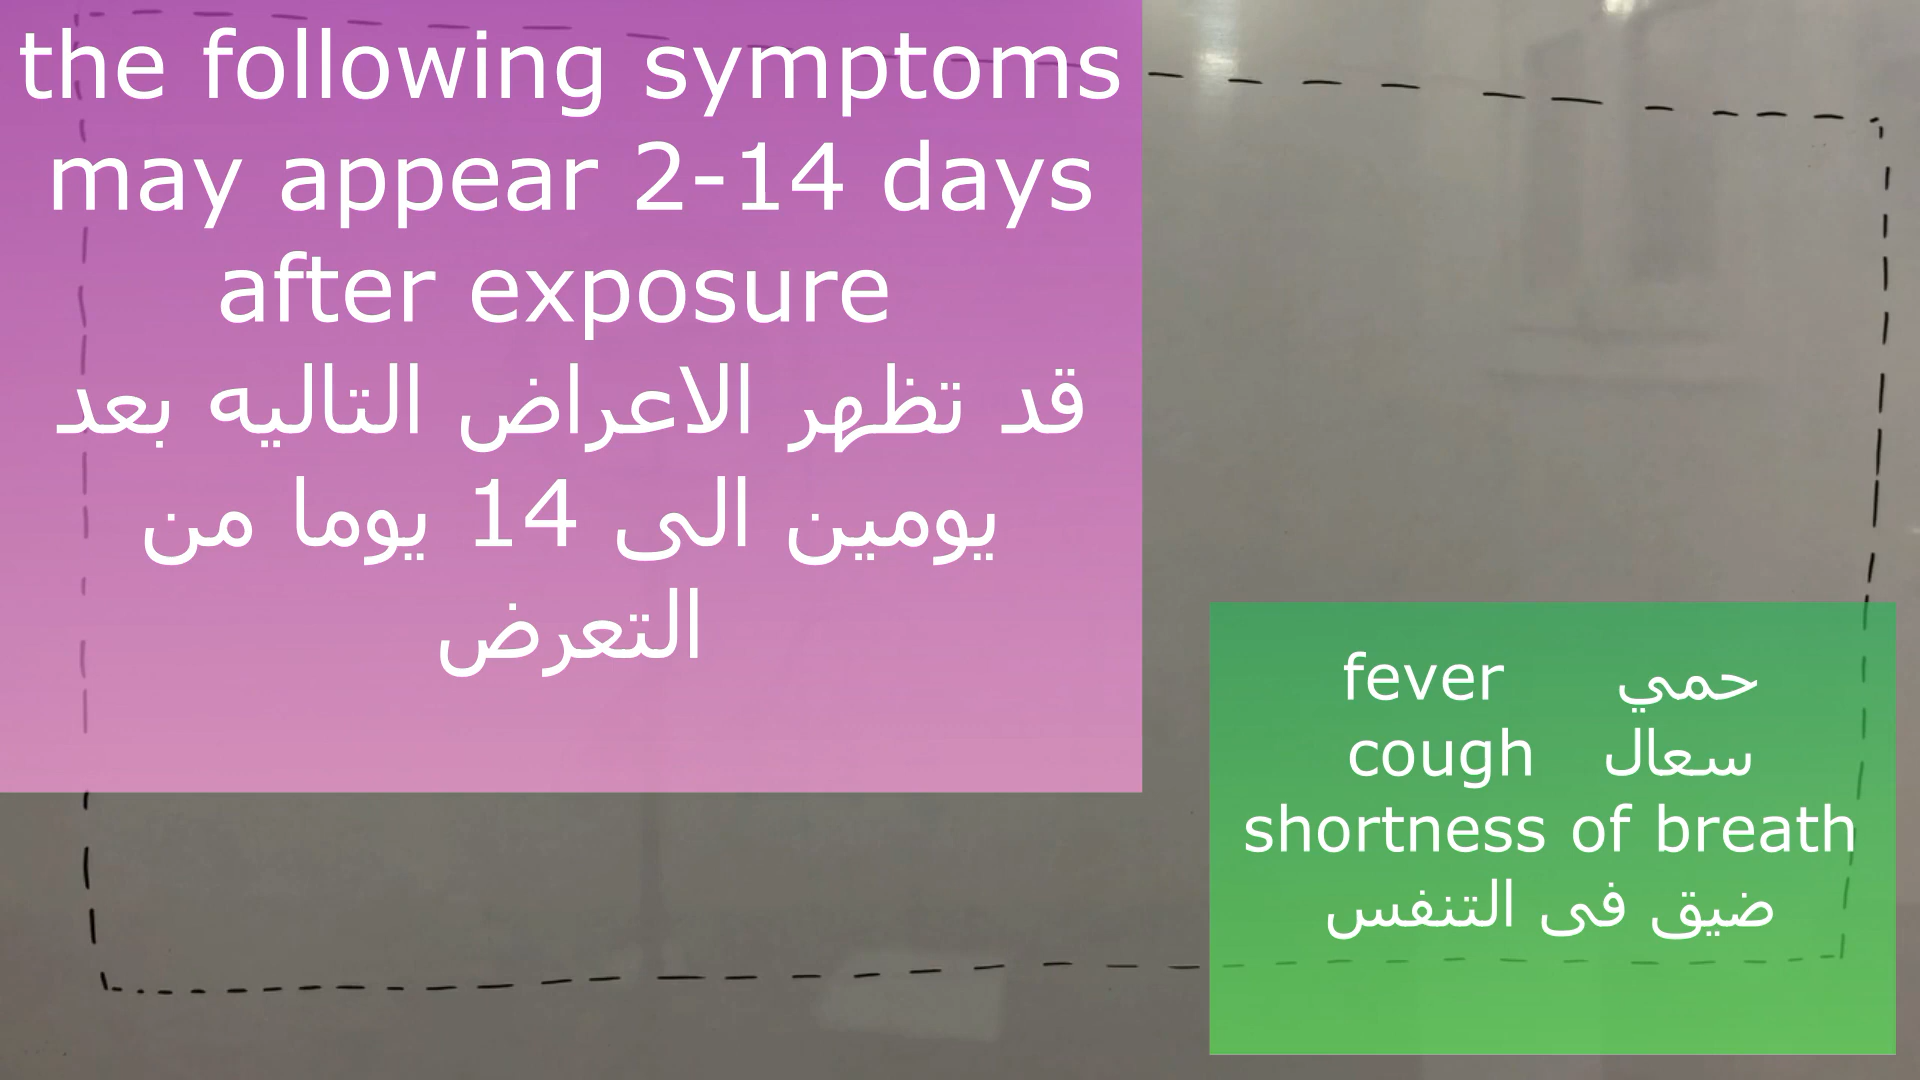 the following symptoms
may appear 2-14 days
after exposure
قد تظهر الاعراض التاليه بعد
يومين الى 14 يوما من
التعرض
fever حمي
cough سعال
shortness of breath
ضيق فى التنفس